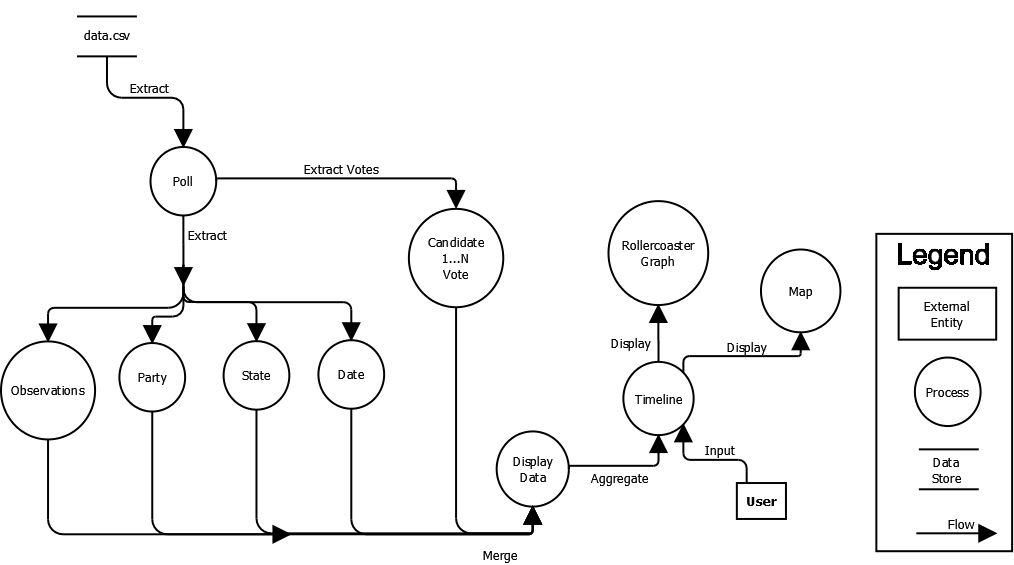 data.csv
Extract
Poll
Extract Votes
Extract
Candidate
1...N
Vote
Observations
Party
State
Date
Merge
Display
Data
Aggregate
Rollercoaster
Graph
Map
Display
Display
Timeline
Input
User
Legend
External
Entity
Process
Data
Store
Flow